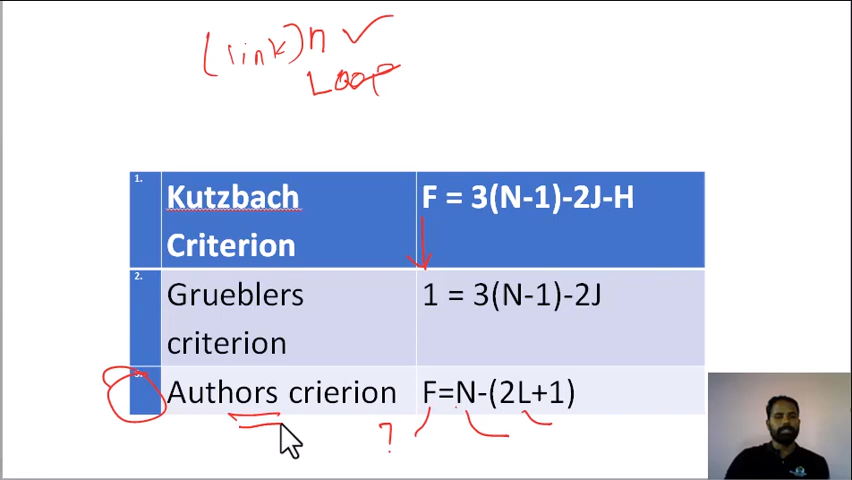 (link) n
LOOP
1.
Kutzbach
Criterion
F = 3(N-1)-2J-H
2.
Grueblers
criterion
1 = 3(N-1)-2J
3.
Authors crierion
F=N-(2L+1)
?